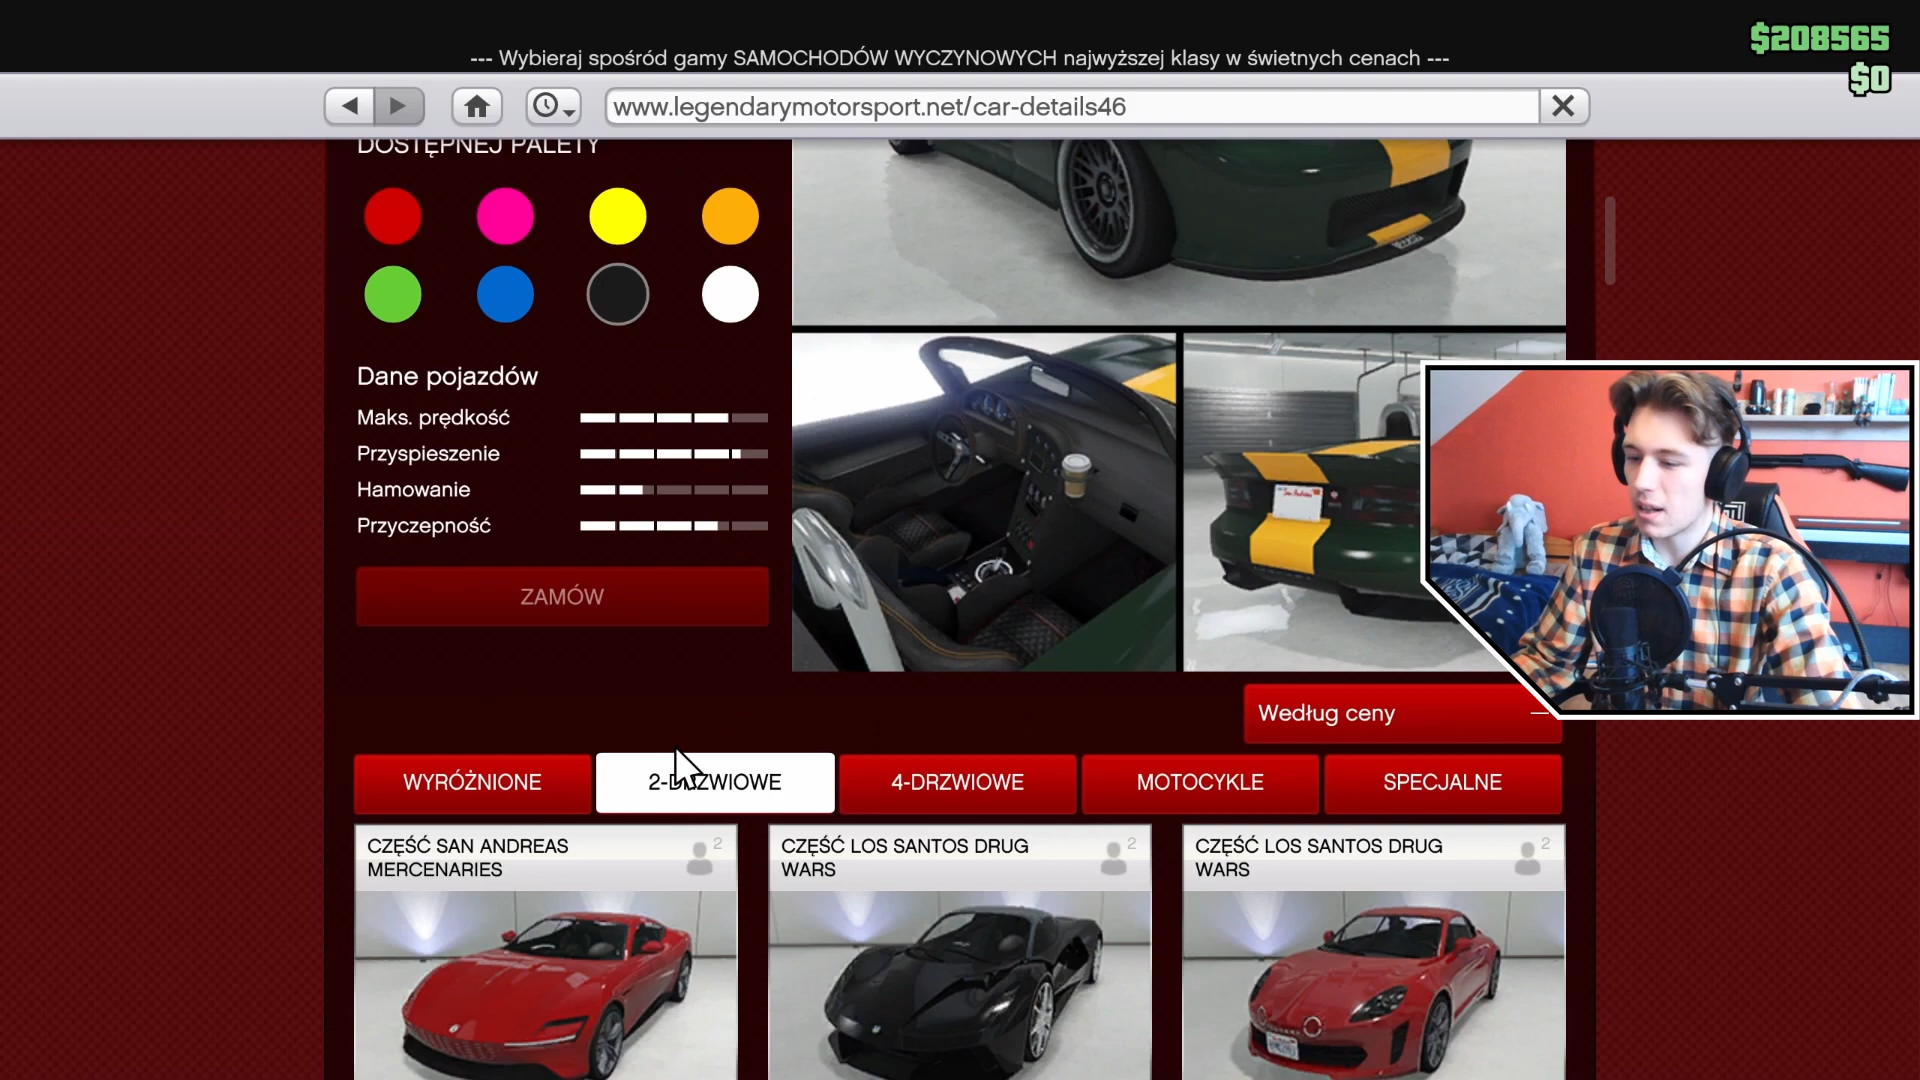 $208565
--- Wybieraj spośród gamy SAMOCHODÓW WYCZYNOWYCH najwyższej klasy w świetnych cenach ---
$0
www.legendarymotorsport.net/car-details46
DOSTĘPNEJ PALETY
Dane pojazdów
Maks. prędkość
Przyspieszenie
Hamowanie
Przyczepność
ZAMÓW
Według ceny
WYRÓŻNIONE
2-DRZWIOWE
4-DRZWIOWE
MOTOCYKLE
SPECJALNE
CZĘŚĆ SAN ANDREAS
MERCENARIES
2
CZĘŚĆ LOS SANTOS DRUG
WARS
2
CZĘŚĆ LOS SANTOS DRUG
WARS
2